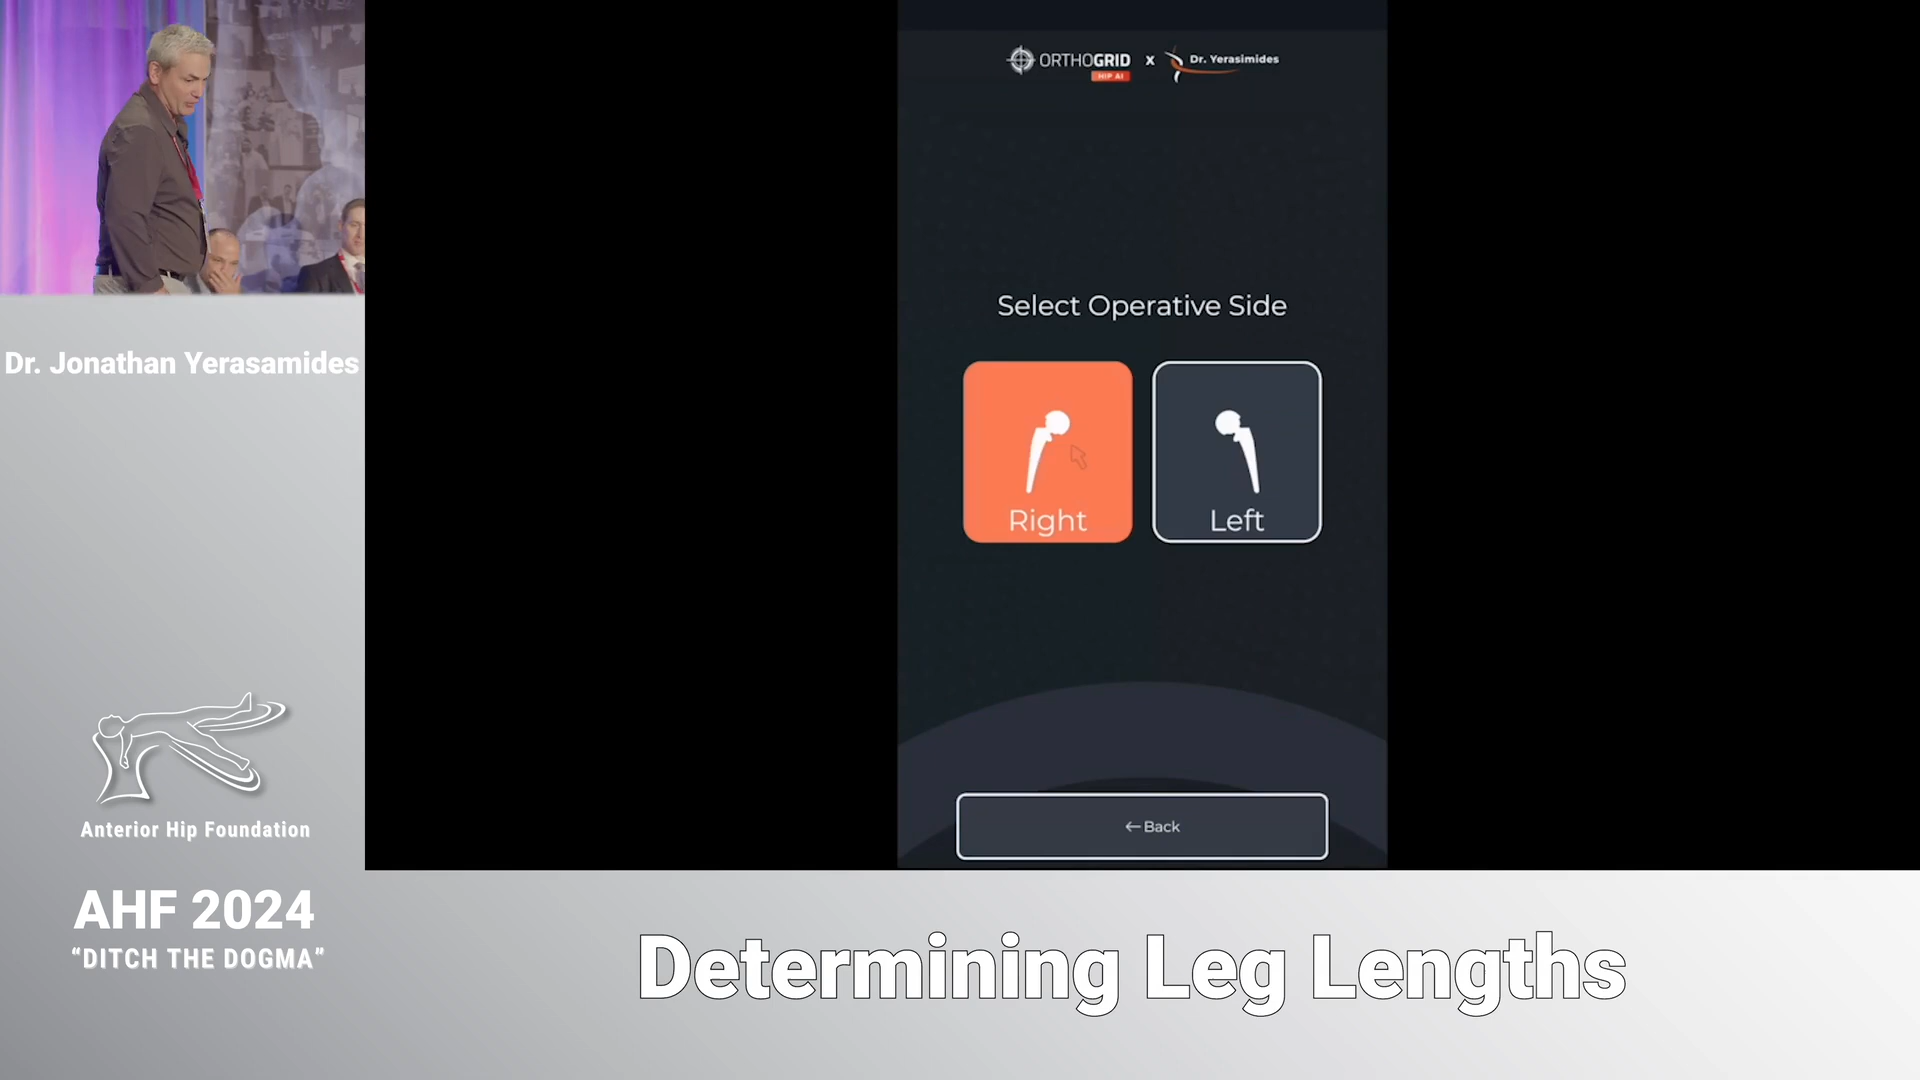 ORTHOGRID x Dr. Yerasimides
HIP AI
Select Operative Side
Right
Left
←Back
Dr. Jonathan Yerasamides
Anterior Hip Foundation
AHF 2024
“DITCH THE DOGMA”
Determining Leg Lengths